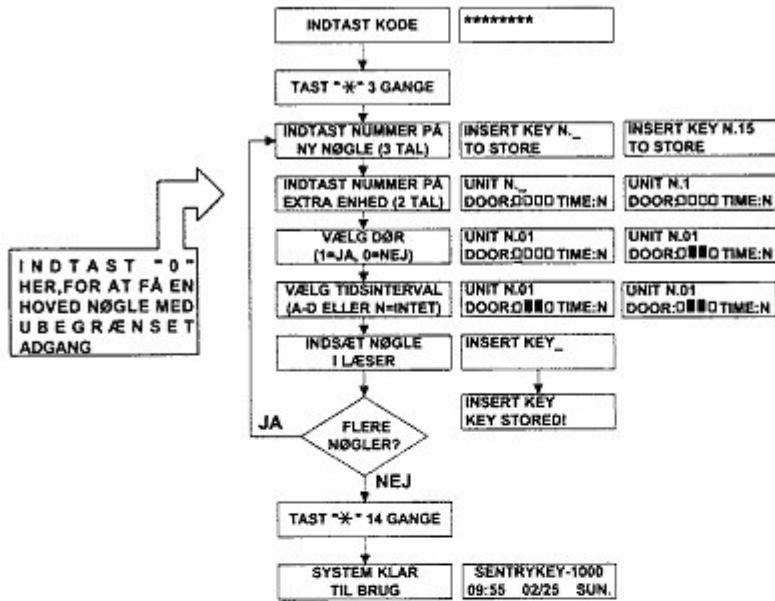 INDTAST KODE
********
TAST "*" 3 GANGE
INDTAST NUMMER PÅ
NY NØGLE (3 TAL)
INSERT KEY N._
TO STORE
INSERT KEY N.15
TO STORE
INDTAST NUMMER PÅ
EXTRA ENHED (2 TAL)
UNIT N._
DOOR:□□□□ TIME:N
UNIT N.1
DOOR:□□□□ TIME:N
INDTAST "0"
HER,FOR AT FÅ EN
HOVED NØGLE MED
UBEGRÆNSET
ADGANG
VÆLG DØR
(1=JA, 0=NEJ)
UNIT N.01
DOOR:□□□□ TIME:N
UNIT N.01
DOOR:□■■□ TIME:N
VÆLG TIDSINTERVAL
(A-D ELLER N=INTET)
UNIT N.01
DOOR:□■■□ TIME:N
UNIT N.01
DOOR:□■■□ TIME:N
INDSÆT NØGLE
I LÆSER
INSERT KEY_
INSERT KEY
KEY STORED!
JA
FLERE
NØGLER?
NEJ
TAST "*" 14 GANGE
SYSTEM KLAR
TIL BRUG
SENTRYKEY-1000
09:55 02/25 SUN.